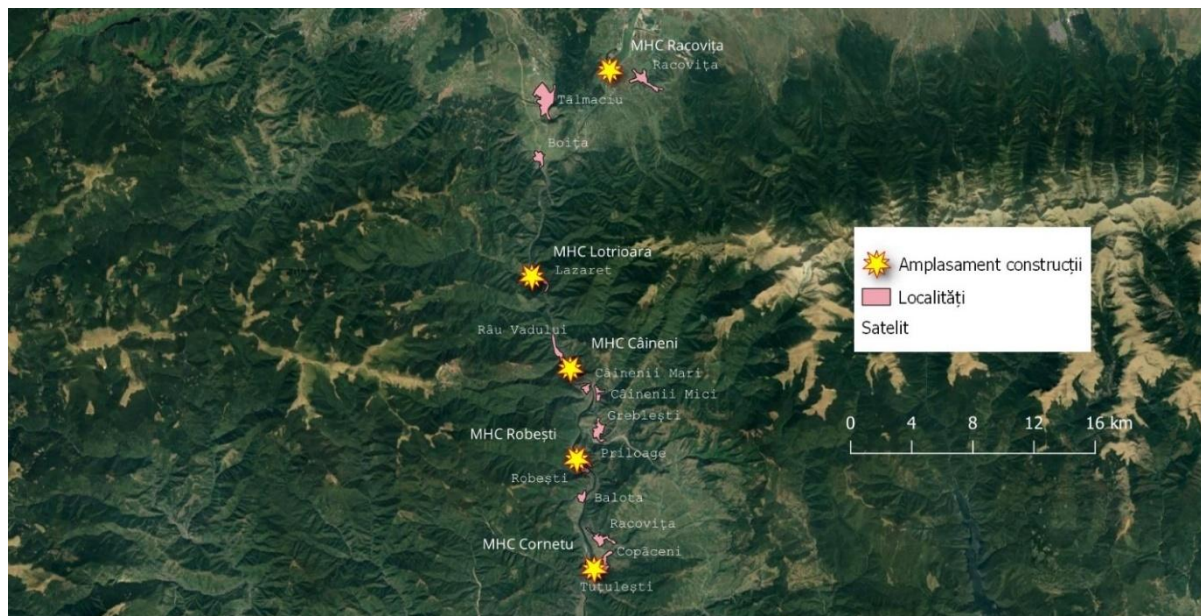 MHC Racovița
Racovița
Tălmaciu
Boița
MHC Lotrioara
Lazaret
Râu Vadului
MHC Câineni
Câinenii Mari
Câinenii Mici
Grebleşti
MHC Robești
Priloage
Robești
Balota
Racovița
MHC Cornetu
Copăceni
Tuțulești
Amplasament construcții
Localități
Satelit
0 4 8 12 16 km